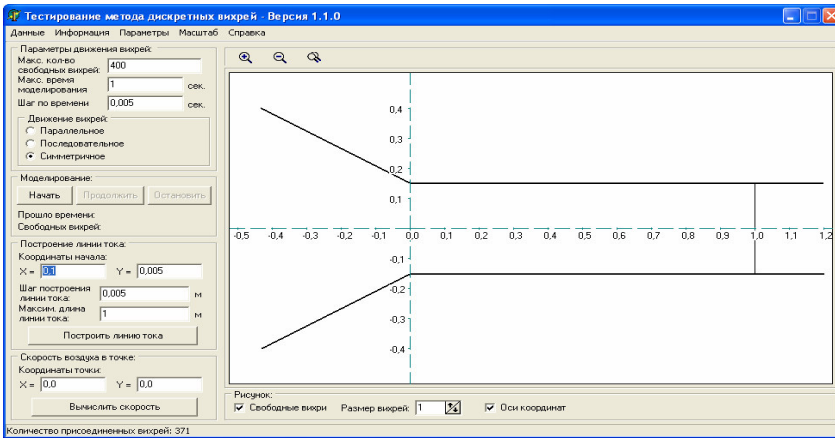 Тестирование метода дискретных вихрей - Версия 1.1.0
Данные Информация Параметры Масштаб Справка
Параметры движения вихрей:
Макс. кол-во
свободных вихрей: 400
Макс. время
моделирования 1 сек.
Шаг по времени 0,005 сек.
Движение вихрей:
Параллельное
Последовательное
Симметричное
Моделирование:
Начать Продолжить Остановить
Прошло времени:
Свободных вихрей:
Построение линии тока:
Координаты начала:
X = 0,1 Y = 0,005
Шаг построения
линии тока: 0,005 м
Максим. длина
линии тока: 1 м
Построить линию тока
Скорость воздуха в точке:
Координаты точки:
X = 0,0 Y = 0,0
Вычислить скорость
0,4
0,3
0,2
0,1
-0,5 -0,4 -0,3 -0,2 -0,1 0,0 0,1 0,2 0,3 0,4 0,5 0,6 0,7 0,8 0,9 1,0 1,1 1,2
-0,1
-0,2
-0,3
-0,4
Рисунок:
Свободные вихри Размер вихрей: 1 Оси координат
Количество присоединенных вихрей: 371